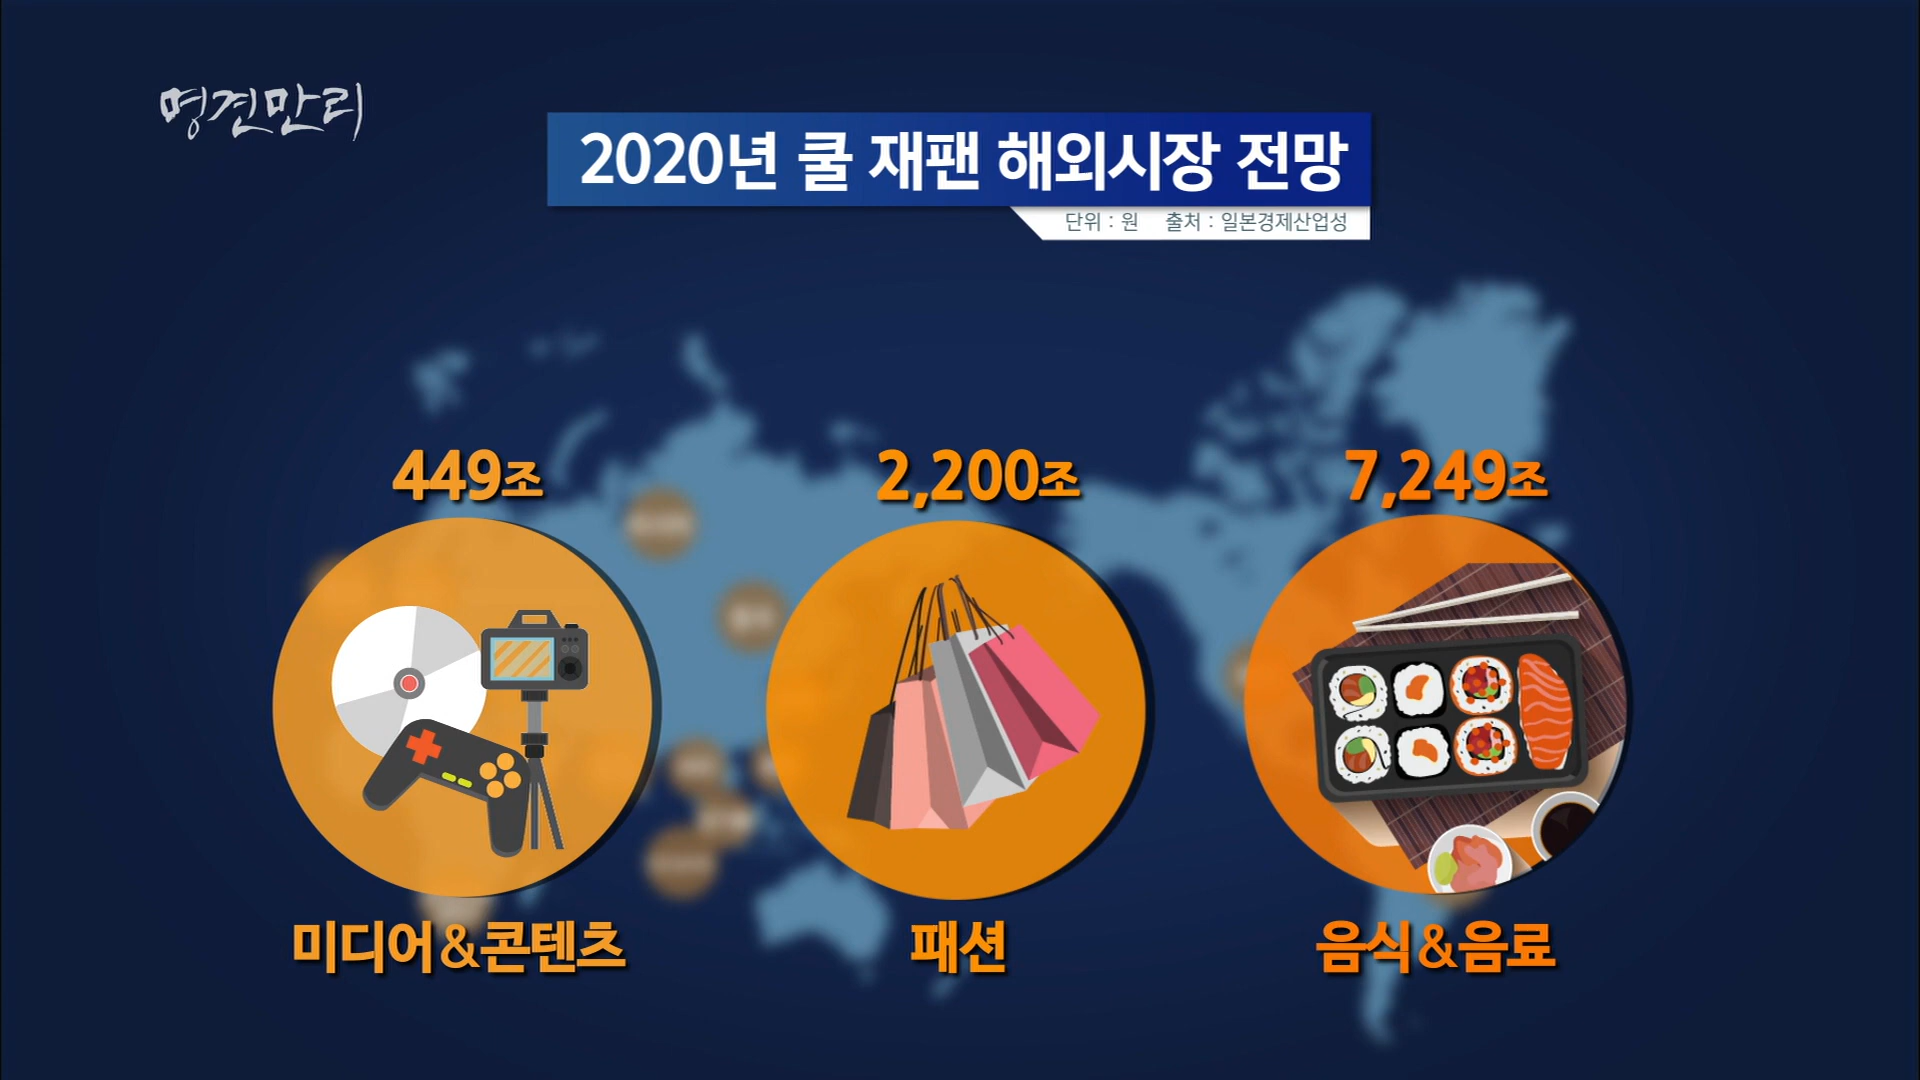 명견만리
2020년 쿨 재팬 해외시장 전망
단위 : 원 출처 : 일본경제산업성
449조
2,200조
7,249조
미디어&콘텐츠
패션
음식&음료